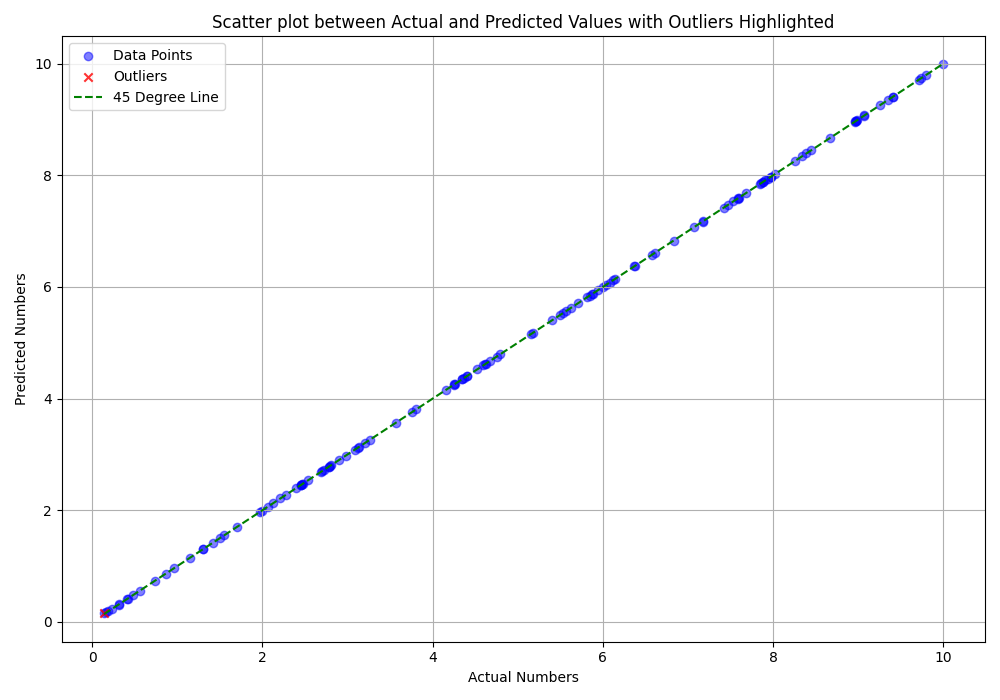 Scatter plot between Actual and Predicted Values with Outliers Highlighted
Data Points
Outliers
45 Degree Line
10
8
6
4
2
0
Predicted Numbers
0 2 4 6 8 10
Actual Numbers